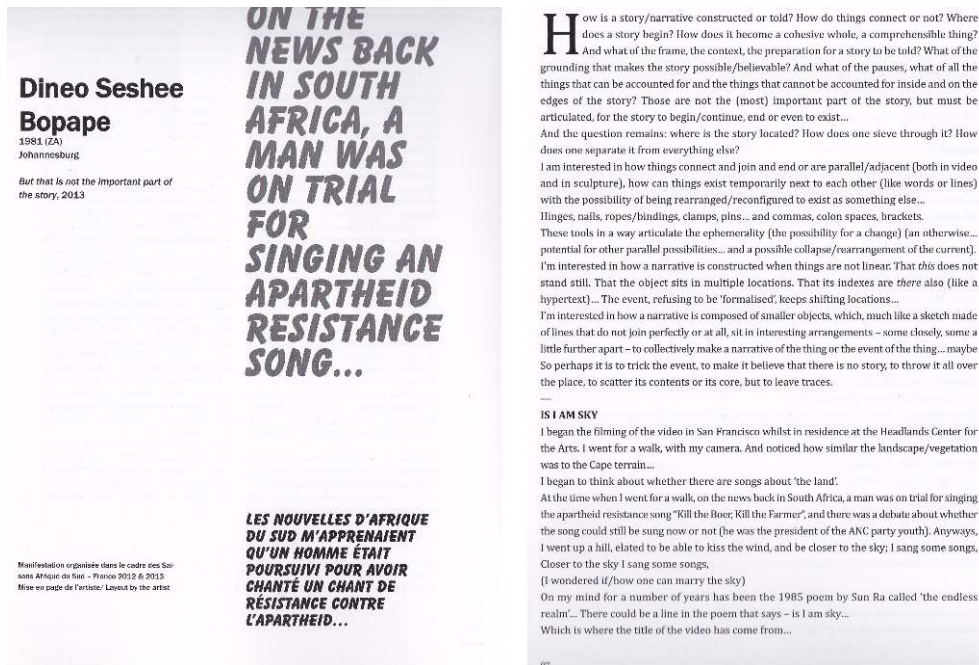 Dineo Seshee
Bopape
1981 (ZA)
Johannesburg
But that is not the important part of
the story, 2013
Manifestation organisée dans le cadre des Sai-
sons Afrique du Sud – France 2012 & 2013
Mise en page de l'artiste/ Layout by the artist
ON THE
NEWS BACK
IN SOUTH
AFRICA, A
MAN WAS
ON TRIAL
FOR
SINGING AN
APARTHEID
RESISTANCE
SONG...
LES NOUVELLES D'AFRIQUE
DU SUD M'APPRENAIENT
QU'UN HOMME ÉTAIT
POURSUIVI POUR AVOIR
CHANTÉ UN CHANT DE
RÉSISTANCE CONTRE
L'APARTHEID...
How is a story/narrative constructed or told? How do things connect or not? Where
does a story begin? How does it become a cohesive whole, a comprehensible thing?
And what of the frame, the context, the preparation for a story to be told? What of the
grounding that makes the story possible/believable? And what of the pauses, what of all the
things that can be accounted for and the things that cannot be accounted for inside and on the
edges of the story? Those are not the (most) important part of the story, but must be
articulated, for the story to begin/continue, end or even to exist...
And the question remains: where is the story located? How does one sieve through it? How
does one separate it from everything else?
I am interested in how things connect and join and end or are parallel/adjacent (both in video
and in sculpture), how can things exist temporarily next to each other (like words or lines)
with the possibility of being rearranged/reconfigured to exist as something else...
Hinges, nails, ropes/bindings, clamps, pins... and commas, colon spaces, brackets.
These tools in a way articulate the ephemerality (the possibility for a change) (an otherwise...
potential for other parallel possibilities... and a possible collapse/rearrangement of the current).
I'm interested in how a narrative is constructed when things are not linear. That this does not
stand still. That the object sits in multiple locations. That its indexes are there also (like a
hypertext)... The event, refusing to be 'formalised', keeps shifting locations...
I'm interested in how a narrative is composed of smaller objects, which, much like a sketch made
of lines that do not join perfectly or at all, sit in interesting arrangements – some closely, some a
little further apart – to collectively make a narrative of the thing or the event of the thing... maybe
So perhaps it is to trick the event, to make it believe that there is no story, to throw it all over
the place, to scatter its contents or its core, but to leave traces.
—
IS I AM SKY
I began the filming of the video in San Francisco whilst in residence at the Headlands Center for
the Arts. I went for a walk, with my camera. And noticed how similar the landscape/vegetation
was to the Cape terrain...
I began to think about whether there are songs about 'the land'.
At the time when I went for a walk, on the news back in South Africa, a man was on trial for singing
the apartheid resistance song "Kill the Boer, Kill the Farmer", and there was a debate about whether
the song could still be sung now or not (he was the president of the ANC party youth). Anyways,
I went up a hill, elated to be able to kiss the wind, and be closer to the sky; I sang some songs,
Closer to the sky I sang some songs,
(I wondered if/how one can marry the sky)
On my mind for a number of years has been the 1985 poem by Sun Ra called 'the endless
realm'... There could be a line in the poem that says – is I am sky...
Which is where the title of the video has come from...